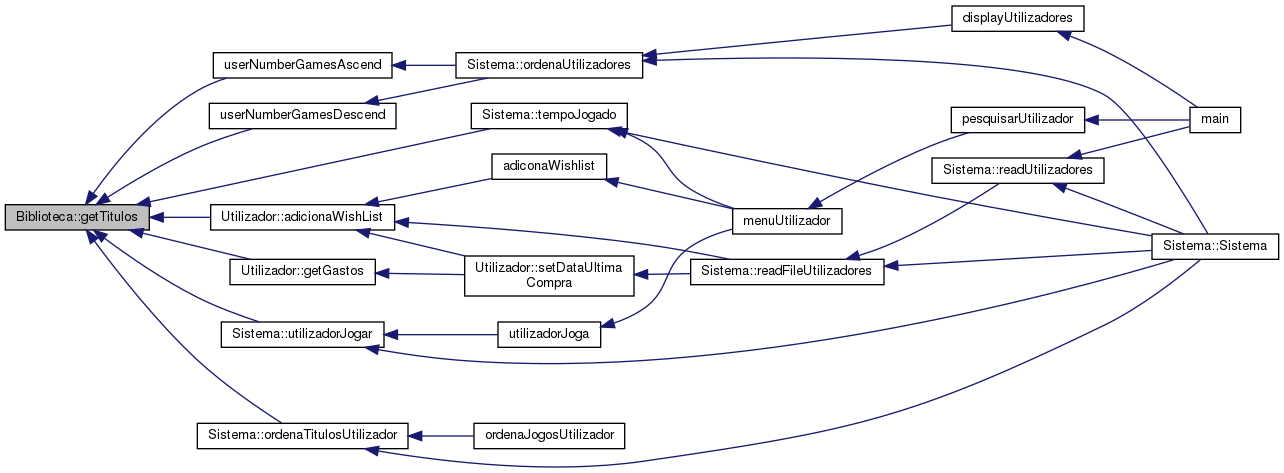 displayUtilizadores
userNumberGamesAscend
Sistema::ordenaUtilizadores
userNumberGamesDescend
Sistema::tempoJogado
pesquisarUtilizador
main
adiconaWishlist
Sistema::readUtilizadores
Biblioteca::getTitulos
Utilizador::adicionaWishList
menuUtilizador
Sistema::Sistema
Utilizador::getGastos
Utilizador::setDataUltima
Compra
Sistema::readFileUtilizadores
Sistema::utilizadorJogar
utilizadorJoga
Sistema::ordenaTitulosUtilizador
ordenaJogosUtilizador